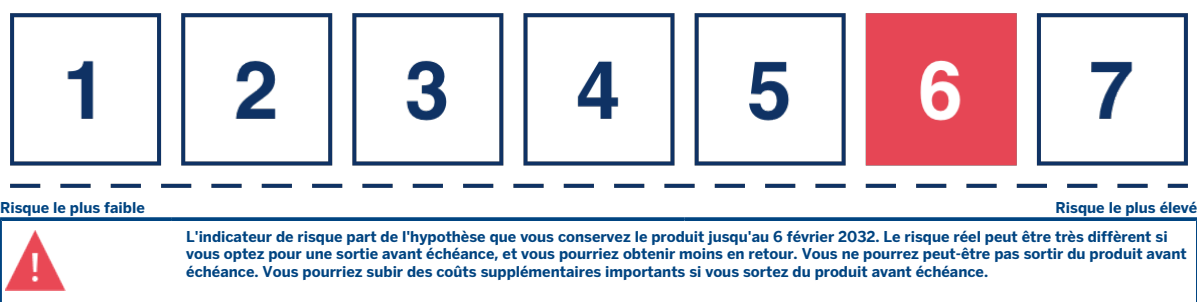 1 2 3 4 5 6 7
Risque le plus faible Risque le plus élevé
L'indicateur de risque part de l'hypothèse que vous conservez le produit jusqu'au 6 février 2032. Le risque réel peut être très diffèrent si
vous optez pour une sortie avant échéance, et vous pourriez obtenir moins en retour. Vous ne pourrez peut-être pas sortir du produit avant
échéance. Vous pourriez subir des coûts supplémentaires importants si vous sortez du produit avant échéance.